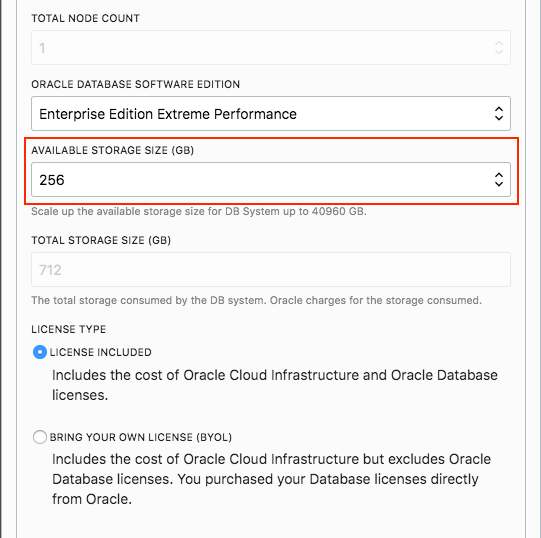 TOTAL NODE COUNT
1
ORACLE DATABASE SOFTWARE EDITION
Enterprise Edition Extreme Performance
AVAILABLE STORAGE SIZE (GB)
256
Scale up the available storage size for DB System up to 40960 GB.
TOTAL STORAGE SIZE (GB)
712
The total storage consumed by the DB system. Oracle charges for the storage consumed.
LICENSE TYPE
LICENSE INCLUDED
Includes the cost of Oracle Cloud Infrastructure and Oracle Database
licenses.
BRING YOUR OWN LICENSE (BYOL)
Includes the cost of Oracle Cloud Infrastructure but excludes Oracle
Database licenses. You purchased your Database licenses directly
from Oracle.